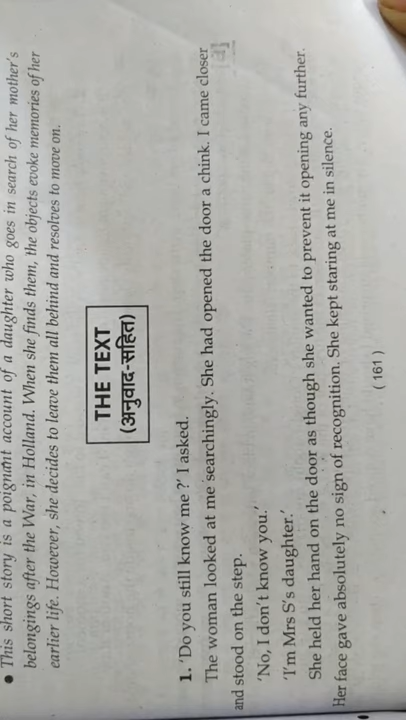 • This short story is a poignant account of a daughter who goes in search of her mother's
belongings after the War, in Holland. When she finds them, the objects evoke memories of her
earlier life. However, she decides to leave them all behind and resolves to move on.
THE TEXT
(अनुवाद-सहित)
1. 'Do you still know me ?' I asked.
The woman looked at me searchingly. She had opened the door a chink. I came closer
and stood on the step.
'No, I don't know you.'
'I'm Mrs S's daughter.'
She held her hand on the door as though she wanted to prevent it opening any further.
Her face gave absolutely no sign of recognition. She kept staring at me in silence.
( 161 )